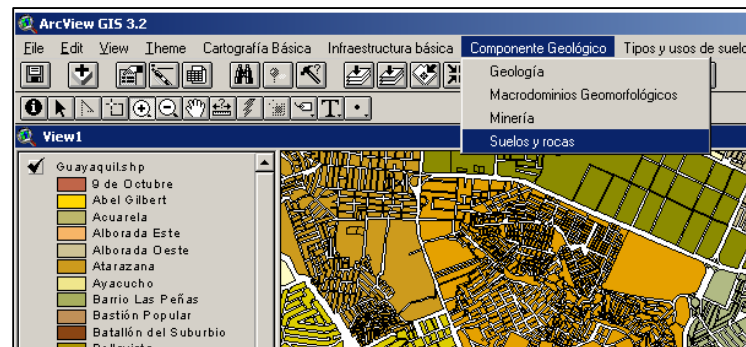 ArcView GIS 3.2
File Edit View Theme Cartografía Básica Infraestructura básica Componente Geológico Tipos y usos de suelo
Geología
Macrodominios Geomorfológicos
Minería
Suelos y rocas
T
View1
Guayaquil.shp
9 de Octubre
Abel Gilbert
Acuarela
Alborada Este
Alborada Oeste
Atarazana
Ayacucho
Barrio Las Peñas
Bastión Popular
Batallón del Suburbio